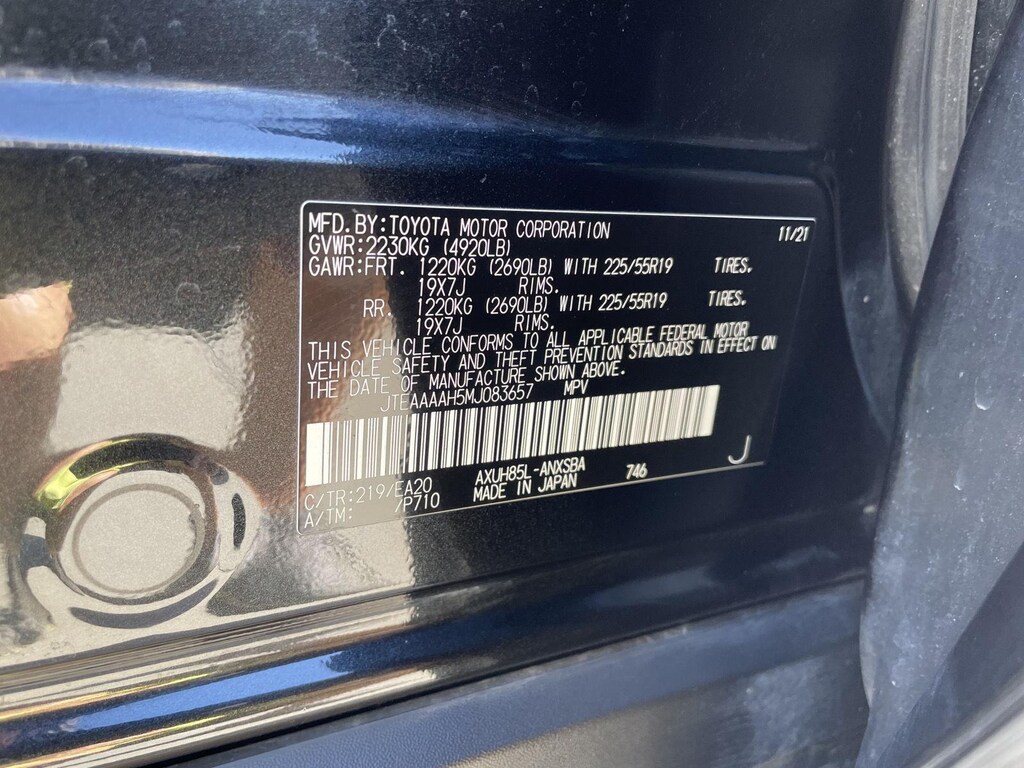 MFD.BY:TOYOTA MOTOR CORPORATION 11/21
GVWR:2230KG (4920LB)
GAWR:FRT. 1220KG (2690LB) WITH 225/55R19 TIRES.
19X7J RIMS.
RR. 1220KG (2690LB) WITH 225/55R19 TIRES.
19X7J RIMS.
THIS VEHICLE CONFORMS TO ALL APPLICABLE FEDERAL MOTOR
VEHICLE SAFETY AND THEFT PREVENTION STANDARDS IN EFFECT ON
THE DATE OF MANUFACTURE SHOWN ABOVE.
JTEAAAAH5MJ083657 MPV
C/TR:219/EA20 AXUH85L-ANXSBA 746 J
A/TM: /P710 MADE IN JAPAN